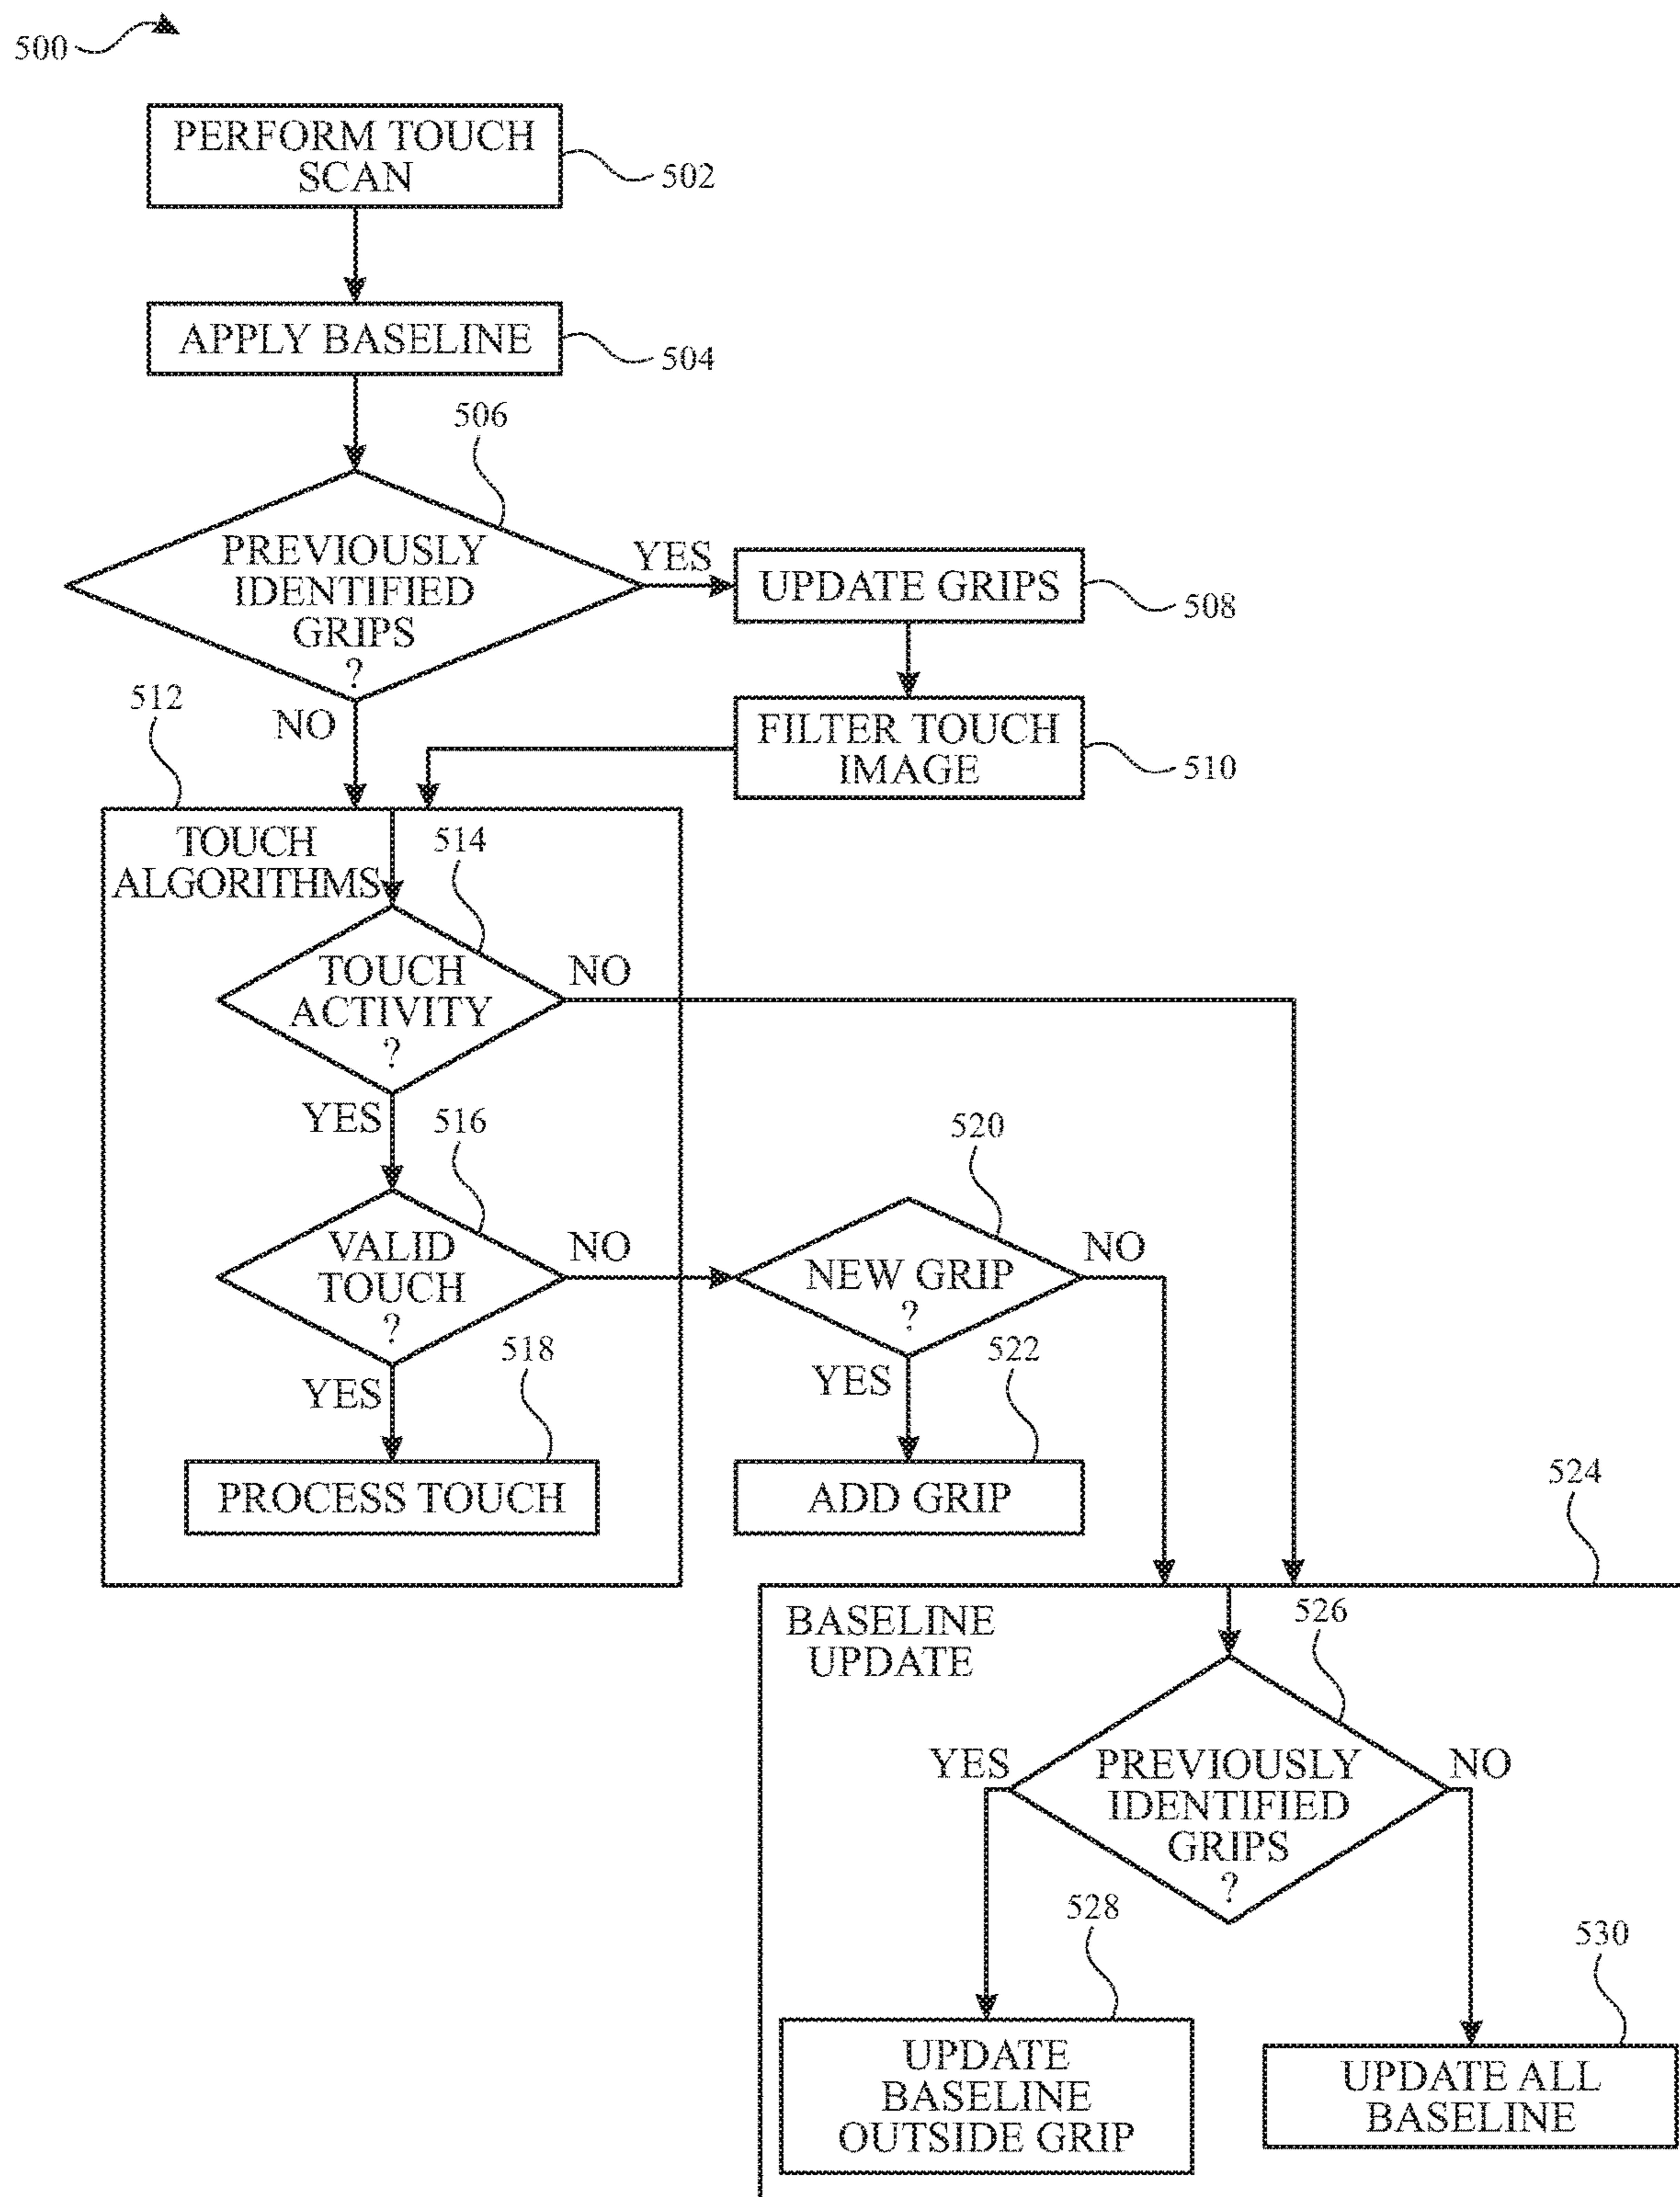 500
PERFORM TOUCH
SCAN
502
APPLY BASELINE
504
506
PREVIOUSLY
IDENTIFIED
GRIPS
?
YES
UPDATE GRIPS
508
NO
FILTER TOUCH
IMAGE
510
512
TOUCH
ALGORITHMS
514
TOUCH
ACTIVITY
?
NO
YES
516
VALID
TOUCH
?
NO
YES
518
PROCESS TOUCH
520
NEW GRIP
?
NO
YES
522
ADD GRIP
524
BASELINE
UPDATE
526
PREVIOUSLY
IDENTIFIED
GRIPS
?
YES
NO
528
UPDATE
BASELINE
OUTSIDE GRIP
530
UPDATE ALL
BASELINE